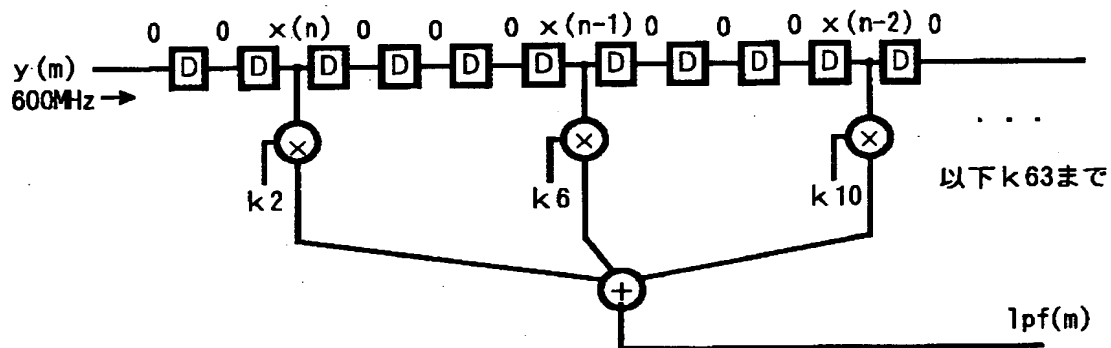 0 0 x(n) 0 0 0 x(n-1) 0 0 0 x(n-2) 0
y(m) D D D D D D D D D D D
600MHz→
× × ×
k2 k6 k10
. . .
以下k63まで
+
lpf(m)